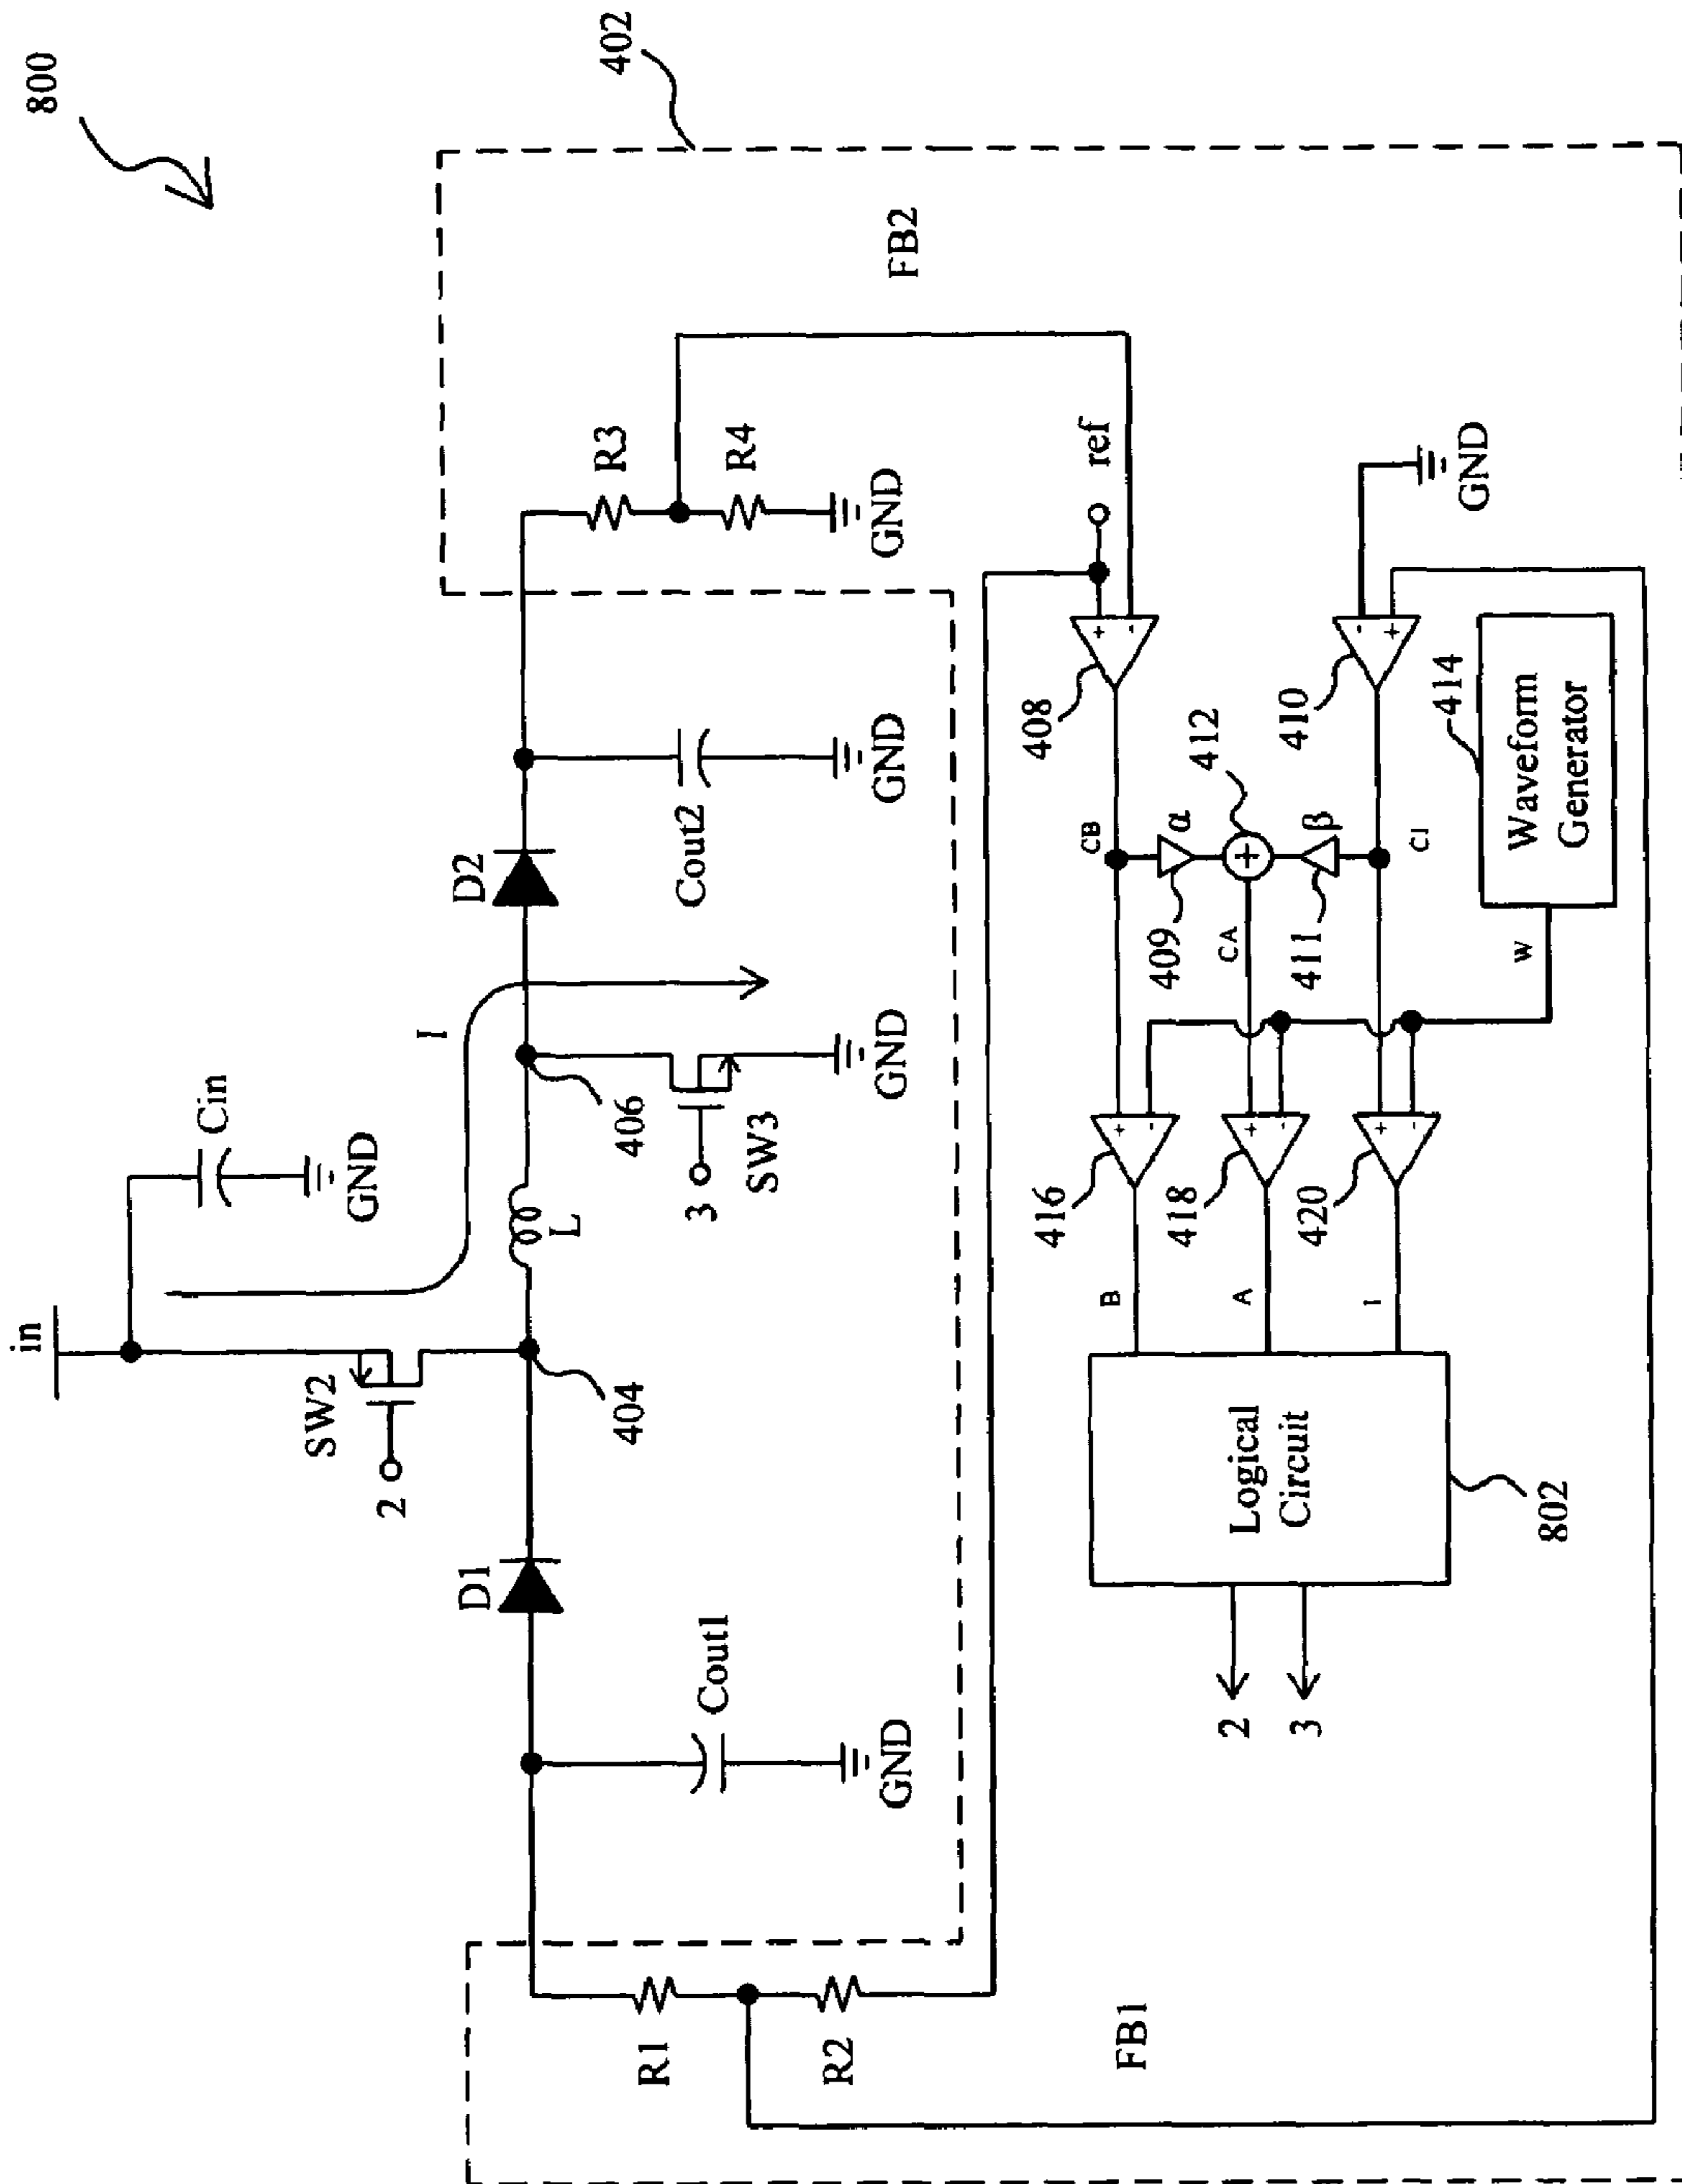 800
402
in
Cin
GND
I
SW2
2
404
L
406
3
SW3
GND
D1
D2
Cout1
GND
Cout2
GND
R3
R4
GND
R1
R2
FB1
FB2
ref
+
-
408
CB
409
α
412
+
CA
411
β
410
-
+
GND
CI
414
Waveform
Generator
W
416
+
-
418
+
-
420
+
-
B
A
I
Logical
Circuit
802
2
3